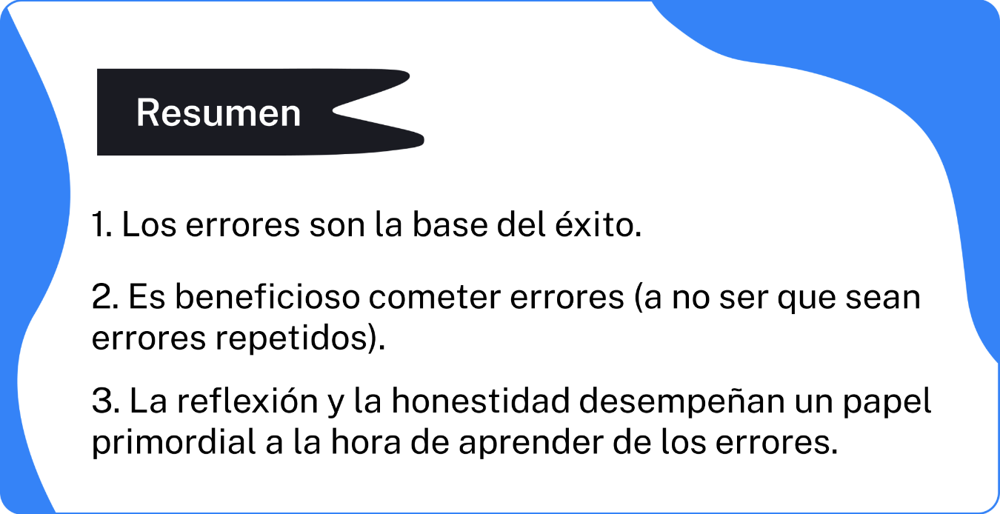 Resumen
1. Los errores son la base del éxito.
2. Es beneficioso cometer errores (a no ser que sean
errores repetidos).
3. La reflexión y la honestidad desempeñan un papel
primordial a la hora de aprender de los errores.